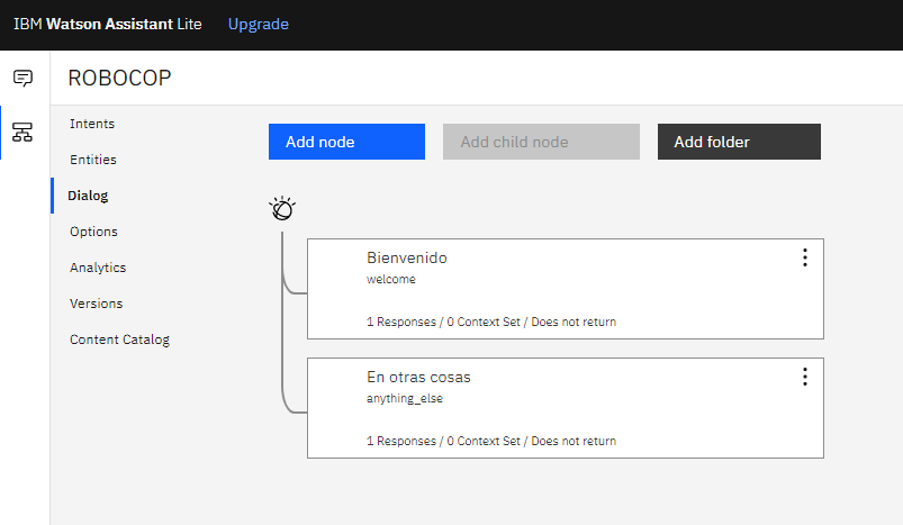 IBM Watson Assistant Lite Upgrade
ROBOCOP
Intents
Entities
Dialog
Options
Analytics
Versions
Content Catalog
Add node Add child node Add folder
Bienvenido
welcome
1 Responses / 0 Context Set / Does not return
En otras cosas
anything_else
1 Responses / 0 Context Set / Does not return